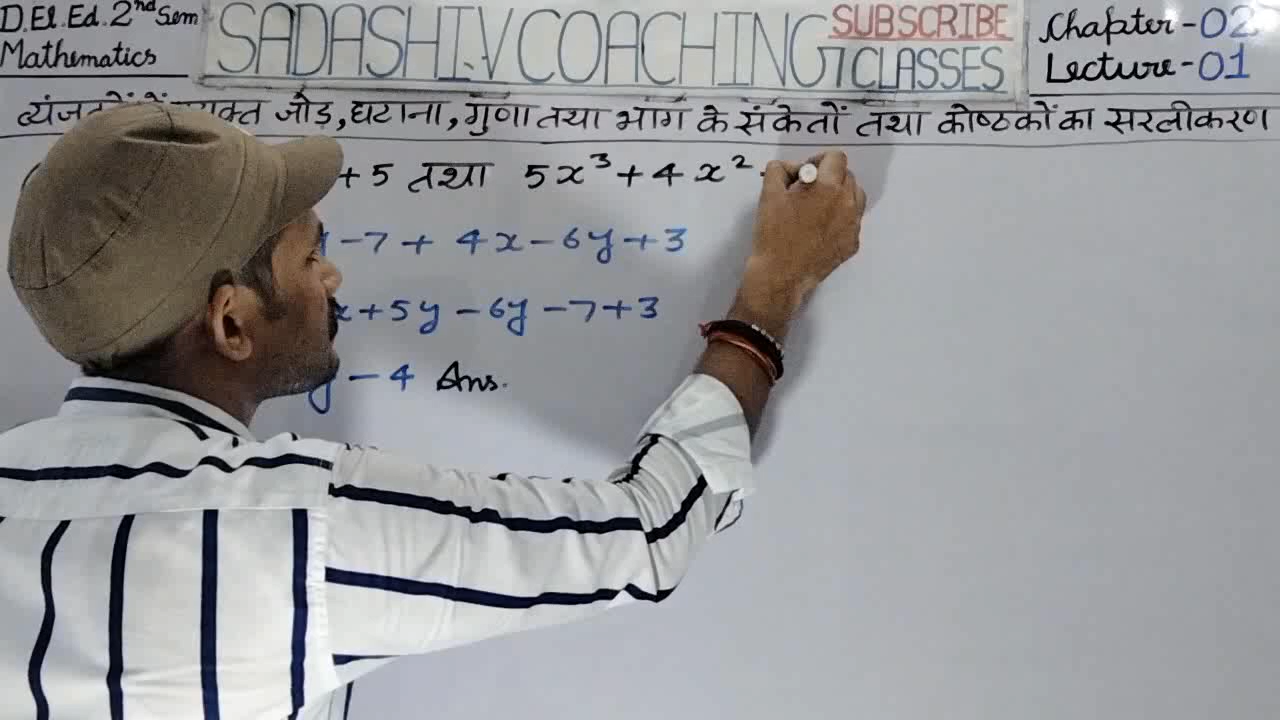 D.El.Ed. 2nd Sem
Mathematics
SADASHIV COACHING
SUBSCRIBE
CLASSES
Chapter-02
Lecture-01
जोड़, घटाना, गुणा तथा भाग के संकेतों तथा कोष्ठकों का सरलीकरण
+ 5 तथा 5x³ + 4x²
- 7 + 4x - 6y + 3
x + 5y - 6y - 7 + 3
y - 4 Ans.